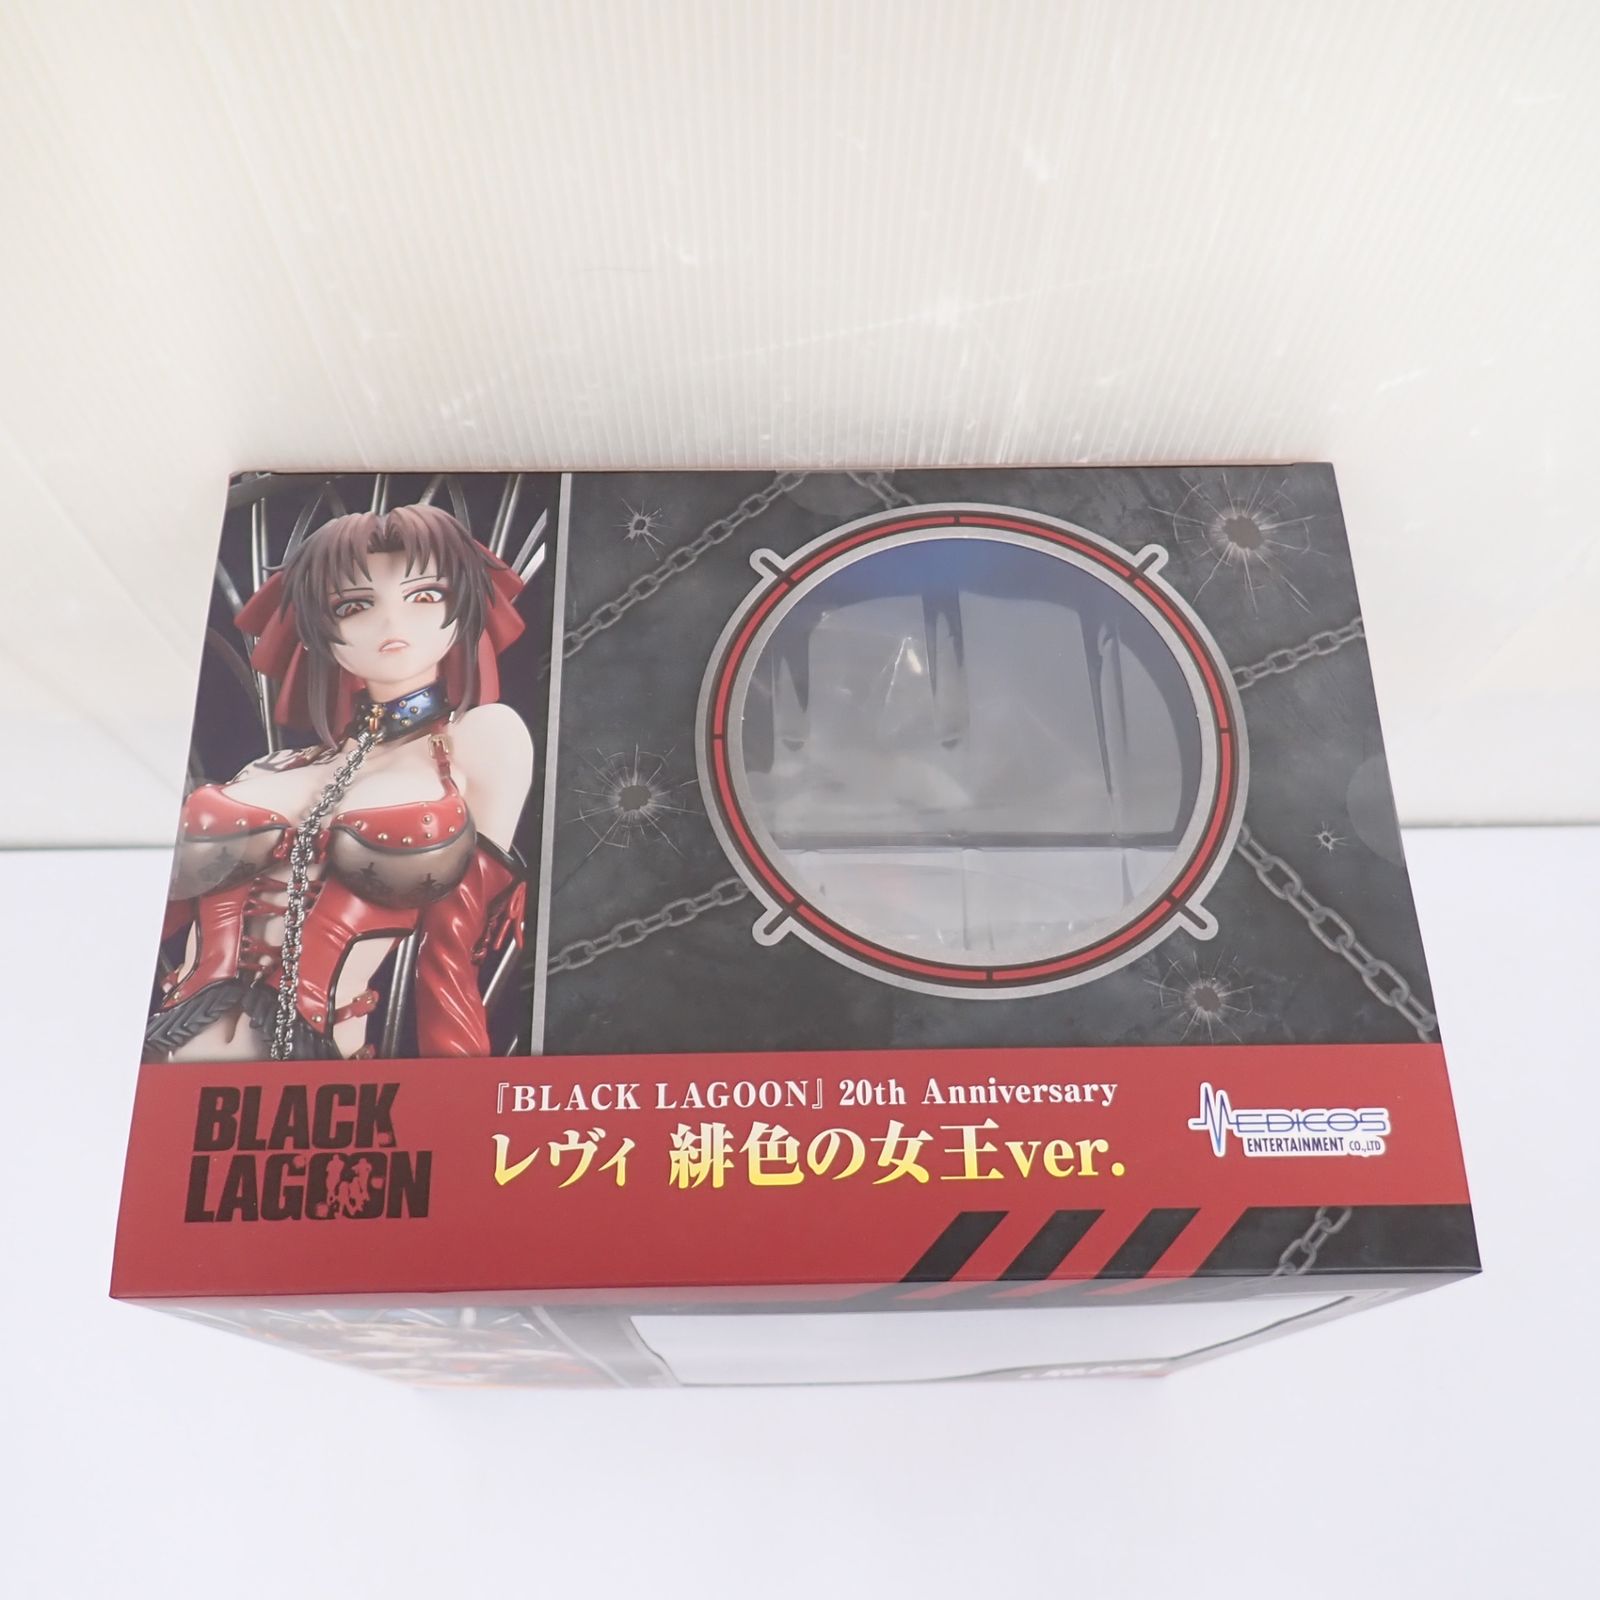 BLACK
LAGOON
『BLACK LAGOON』 20th Anniversary
レヴィ 緋色の女王ver.
MEDICOS
ENTERTAINMENT CO.,LTD